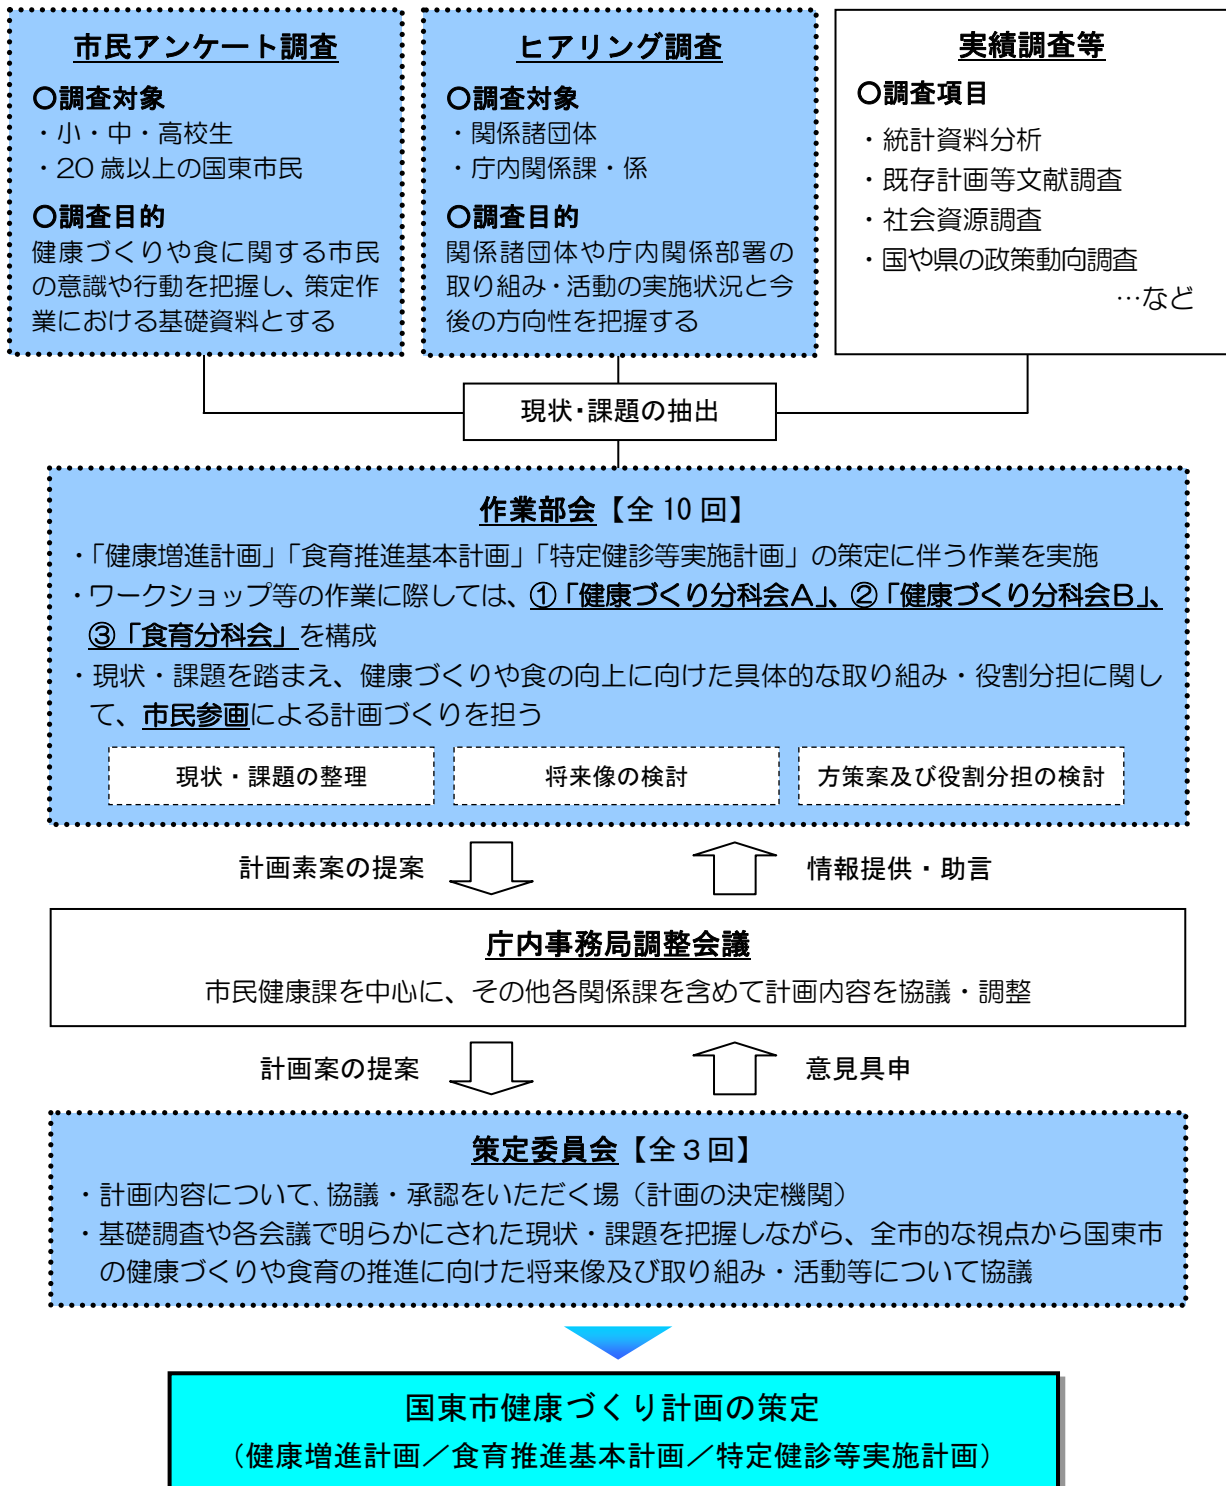 市民アンケート調査
○調査対象
・小・中・高校生
・20歳以上の国東市民
○調査目的
健康づくりや食に関する市民
の意識や行動を把握し、策定作
業における基礎資料とする
ヒアリング調査
○調査対象
・関係諸団体
・庁内関係課・係
○調査目的
関係諸団体や庁内関係部署の
取り組み・活動の実施状況と今
後の方向性を把握する
実績調査等
○調査項目
・統計資料分析
・既存計画等文献調査
・社会資源調査
・国や県の政策動向調査
…など
現状・課題の抽出
作業部会【全10回】
・「健康増進計画」「食育推進基本計画」「特定健診等実施計画」の策定に伴う作業を実施
・ワークショップ等の作業に際しては、①「健康づくり分科会A」、②「健康づくり分科会B」、
③「食育分科会」を構成
・現状・課題を踏まえ、健康づくりや食の向上に向けた具体的な取り組み・役割分担に関し
て、市民参画による計画づくりを担う
現状・課題の整理
将来像の検討
方策案及び役割分担の検討
計画素案の提案
情報提供・助言
庁内事務局調整会議
市民健康課を中心に、その他各関係課を含めて計画内容を協議・調整
計画案の提案
意見具申
策定委員会【全3回】
・計画内容について、協議・承認をいただく場（計画の決定機関）
・基礎調査や各会議で明らかにされた現状・課題を把握しながら、全市的な視点から国東市
の健康づくりや食育の推進に向けた将来像及び取り組み・活動等について協議
国東市健康づくり計画の策定
（健康増進計画／食育推進基本計画／特定健診等実施計画）